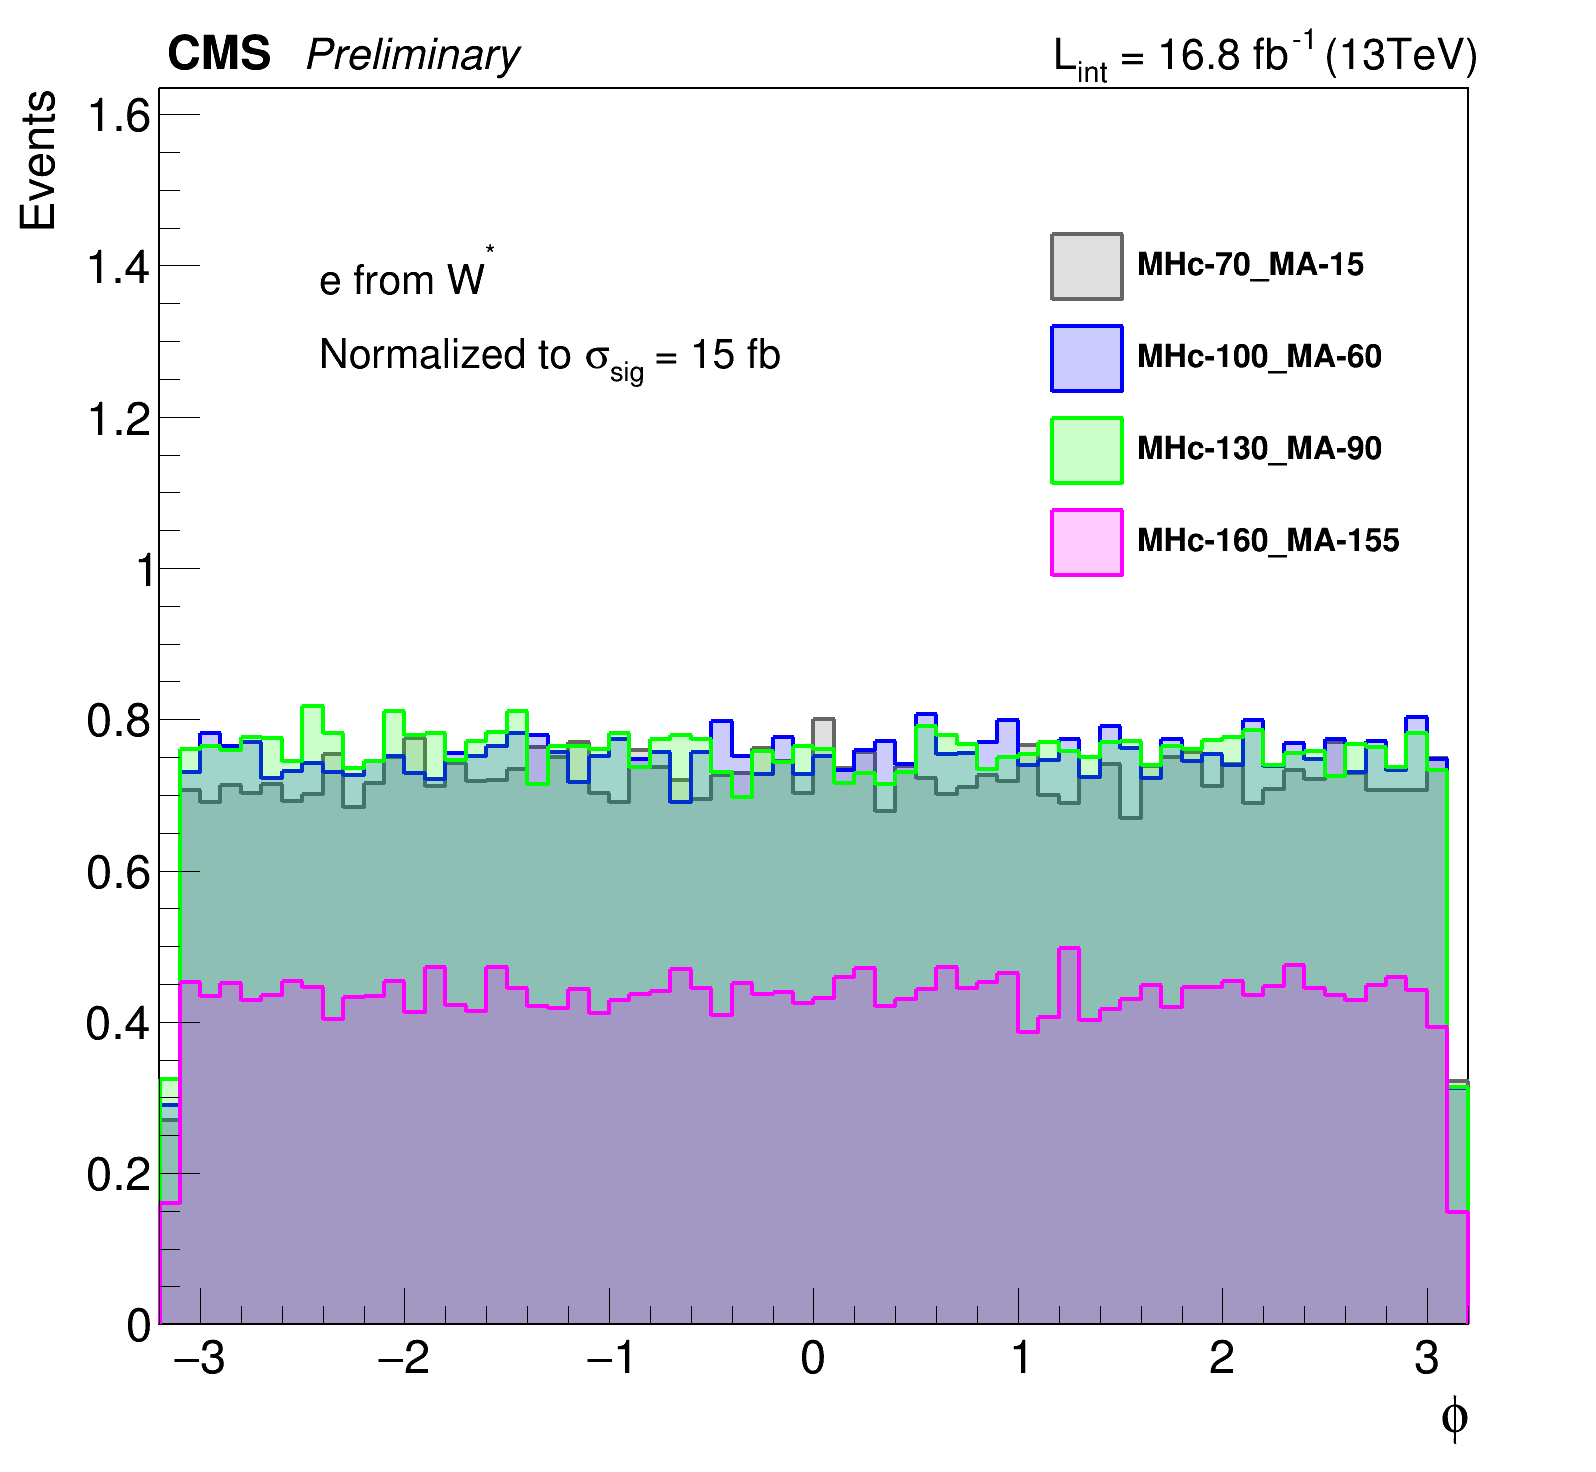 CMS Preliminary L_int = 16.8 fb^-1 (13TeV)
Events
1.6
1.4
1.2
1
0.8
0.6
0.4
0.2
0
e from W*
Normalized to σ_sig = 15 fb
MHc-70_MA-15
MHc-100_MA-60
MHc-130_MA-90
MHc-160_MA-155
−3 −2 −1 0 1 2 3
ϕ